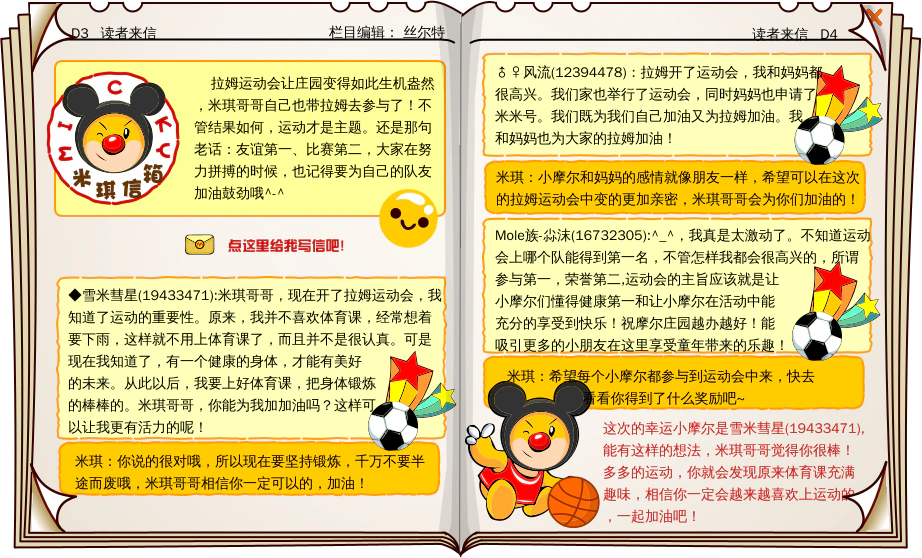 D3 读者来信
栏目编辑： 丝尔特
MICKY
米琪信箱
拉姆运动会让庄园变得如此生机盎然
，米琪哥哥自己也带拉姆去参与了！不
管结果如何，运动才是主题。还是那句
老话：友谊第一、比赛第二，大家在努
力拼搏的时候，也记得要为自己的队友
加油鼓劲哦^-^
点这里给我写信吧!
◆雪米彗星(19433471):米琪哥哥，现在开了拉姆运动会，我
知道了运动的重要性。原来，我并不喜欢体育课，经常想着
要下雨，这样就不用上体育课了，而且并不是很认真。可是
现在我知道了，有一个健康的身体，才能有美好
的未来。从此以后，我要上好体育课，把身体锻炼
的棒棒的。米琪哥哥，你能为我加加油吗？这样可
以让我更有活力的呢！
米琪：你说的很对哦，所以现在要坚持锻炼，千万不要半
途而废哦，米琪哥哥相信你一定可以的，加油！
读者来信 D4
♁♀风流(12394478)：拉姆开了运动会，我和妈妈都
很高兴。我们家也举行了运动会，同时妈妈也申请了
米米号。我们既为我们自己加油又为拉姆加油。我
和妈妈也为大家的拉姆加油！
米琪：小摩尔和妈妈的感情就像朋友一样，希望可以在这次
的拉姆运动会中变的更加亲密，米琪哥哥会为你们加油的！
Mole族-尛沫(16732305):^_^，我真是太激动了。不知道运动
会上哪个队能得到第一名，不管怎样我都会很高兴的，所谓
参与第一，荣誉第二,运动会的主旨应该就是让
小摩尔们懂得健康第一和让小摩尔在活动中能
充分的享受到快乐！祝摩尔庄园越办越好！能
吸引更多的小朋友在这里享受童年带来的乐趣！
米琪：希望每个小摩尔都参与到运动会中来，快去
看看你得到了什么奖励吧~
这次的幸运小摩尔是雪米彗星(19433471),
能有这样的想法，米琪哥哥觉得你很棒！
多多的运动，你就会发现原来体育课充满
趣味，相信你一定会越来越喜欢上运动的
，一起加油吧！